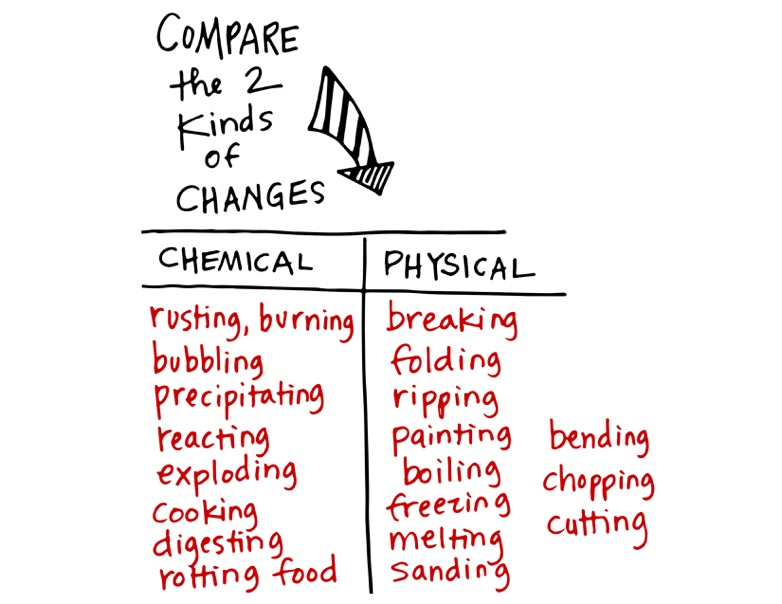 COMPARE
the 2
Kinds
of
CHANGES
CHEMICAL
rusting, burning
bubbling
precipitating
reacting
exploding
cooking
digesting
rotting food
PHYSICAL
breaking
folding
ripping
painting
boiling
freezing
melting
sanding
bending
chopping
cutting